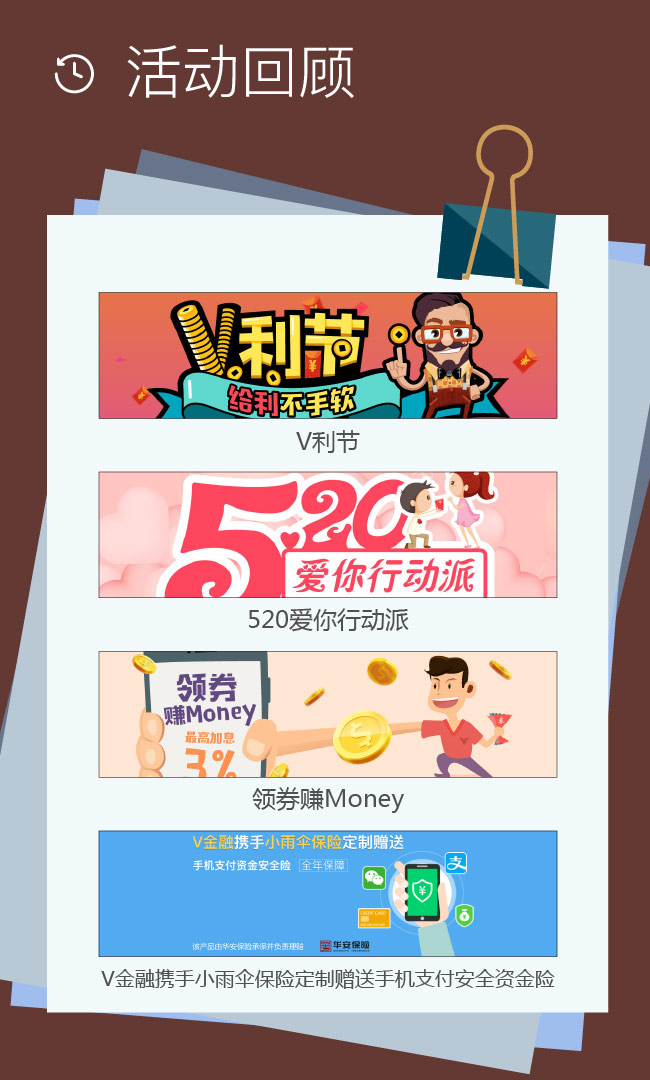 活动回顾
V利节
给利不手软
V利节
520
爱你行动派
520爱你行动派
领券
赚Money
最高加息
3%
领券赚Money
V金融携手小雨伞保险定制赠送
手机支付资金安全险 全年保障
支
CREDIT CARD
¥
该产品由华安保险承保并负责理赔 华安保险
V金融携手小雨伞保险定制赠送手机支付安全资金险